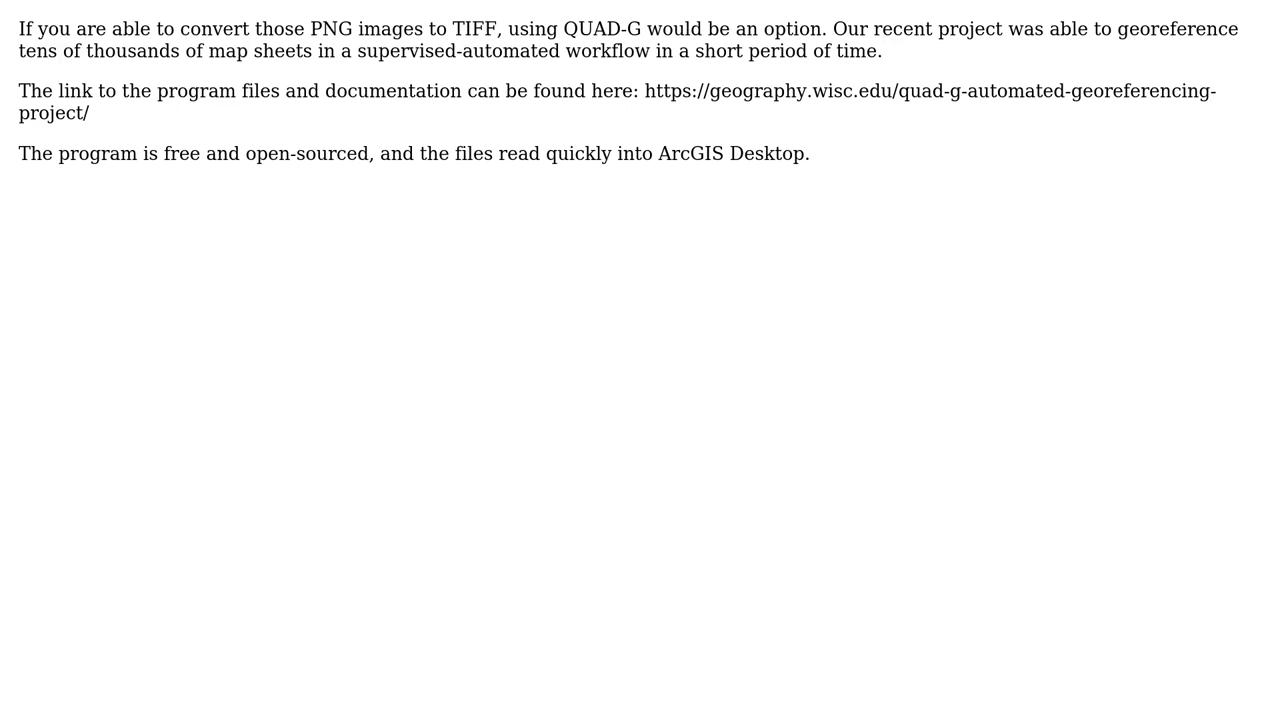 If you are able to convert those PNG images to TIFF, using QUAD-G would be an option. Our recent project was able to georeference
tens of thousands of map sheets in a supervised-automated workflow in a short period of time.
The link to the program files and documentation can be found here: https://geography.wisc.edu/quad-g-automated-georeferencing-
project/
The program is free and open-sourced, and the files read quickly into ArcGIS Desktop.